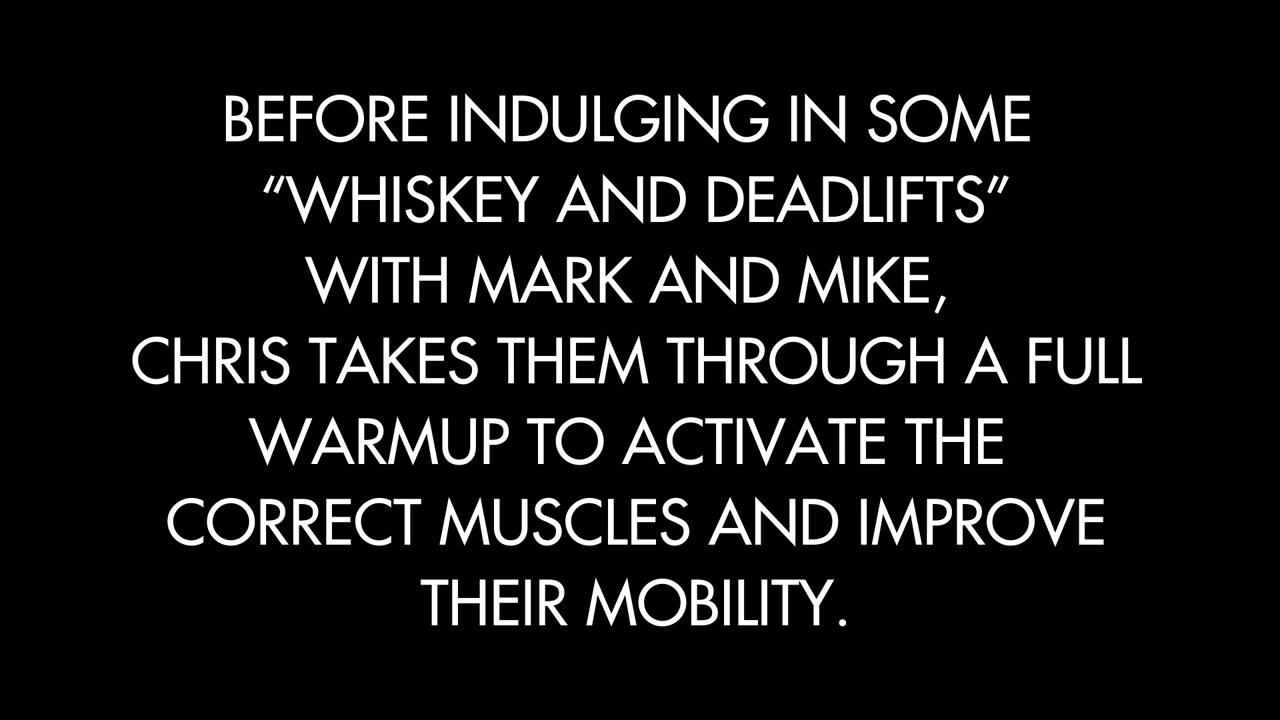 BEFORE INDULGING IN SOME
“WHISKEY AND DEADLIFTS”
WITH MARK AND MIKE,
CHRIS TAKES THEM THROUGH A FULL
WARMUP TO ACTIVATE THE
CORRECT MUSCLES AND IMPROVE
THEIR MOBILITY.